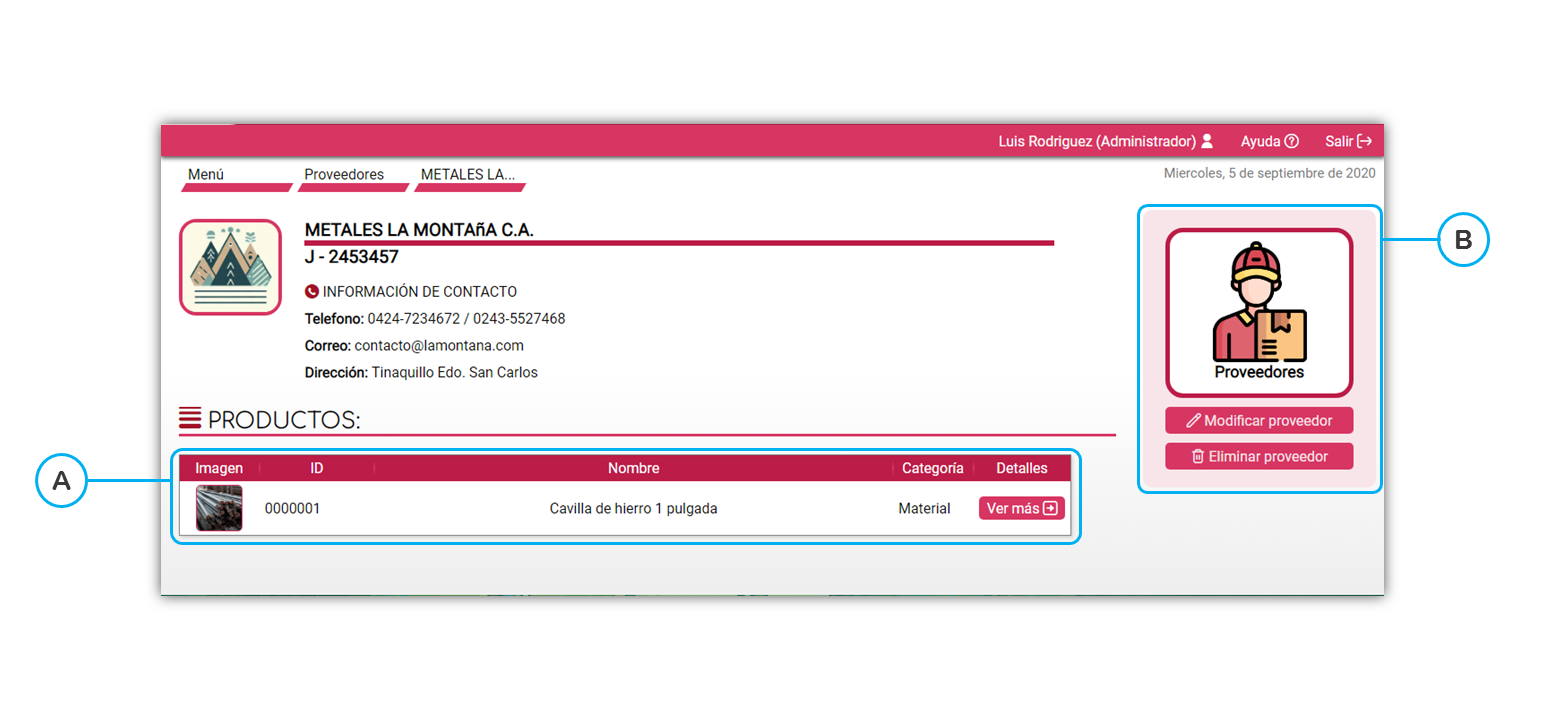 Luis Rodriguez (Administrador) Ayuda Salir
Menú Proveedores METALES LA...
Miercoles, 5 de septiembre de 2020
METALES LA MONTAñA C.A.
J - 2453457
INFORMACIÓN DE CONTACTO
Telefono: 0424-7234672 / 0243-5527468
Correo: contacto@lamontana.com
Dirección: Tinaquillo Edo. San Carlos
B
Proveedores
Modificar proveedor
Eliminar proveedor
PRODUCTOS:
A
Imagen ID Nombre Categoría Detalles
0000001 Cavilla de hierro 1 pulgada Material Ver más